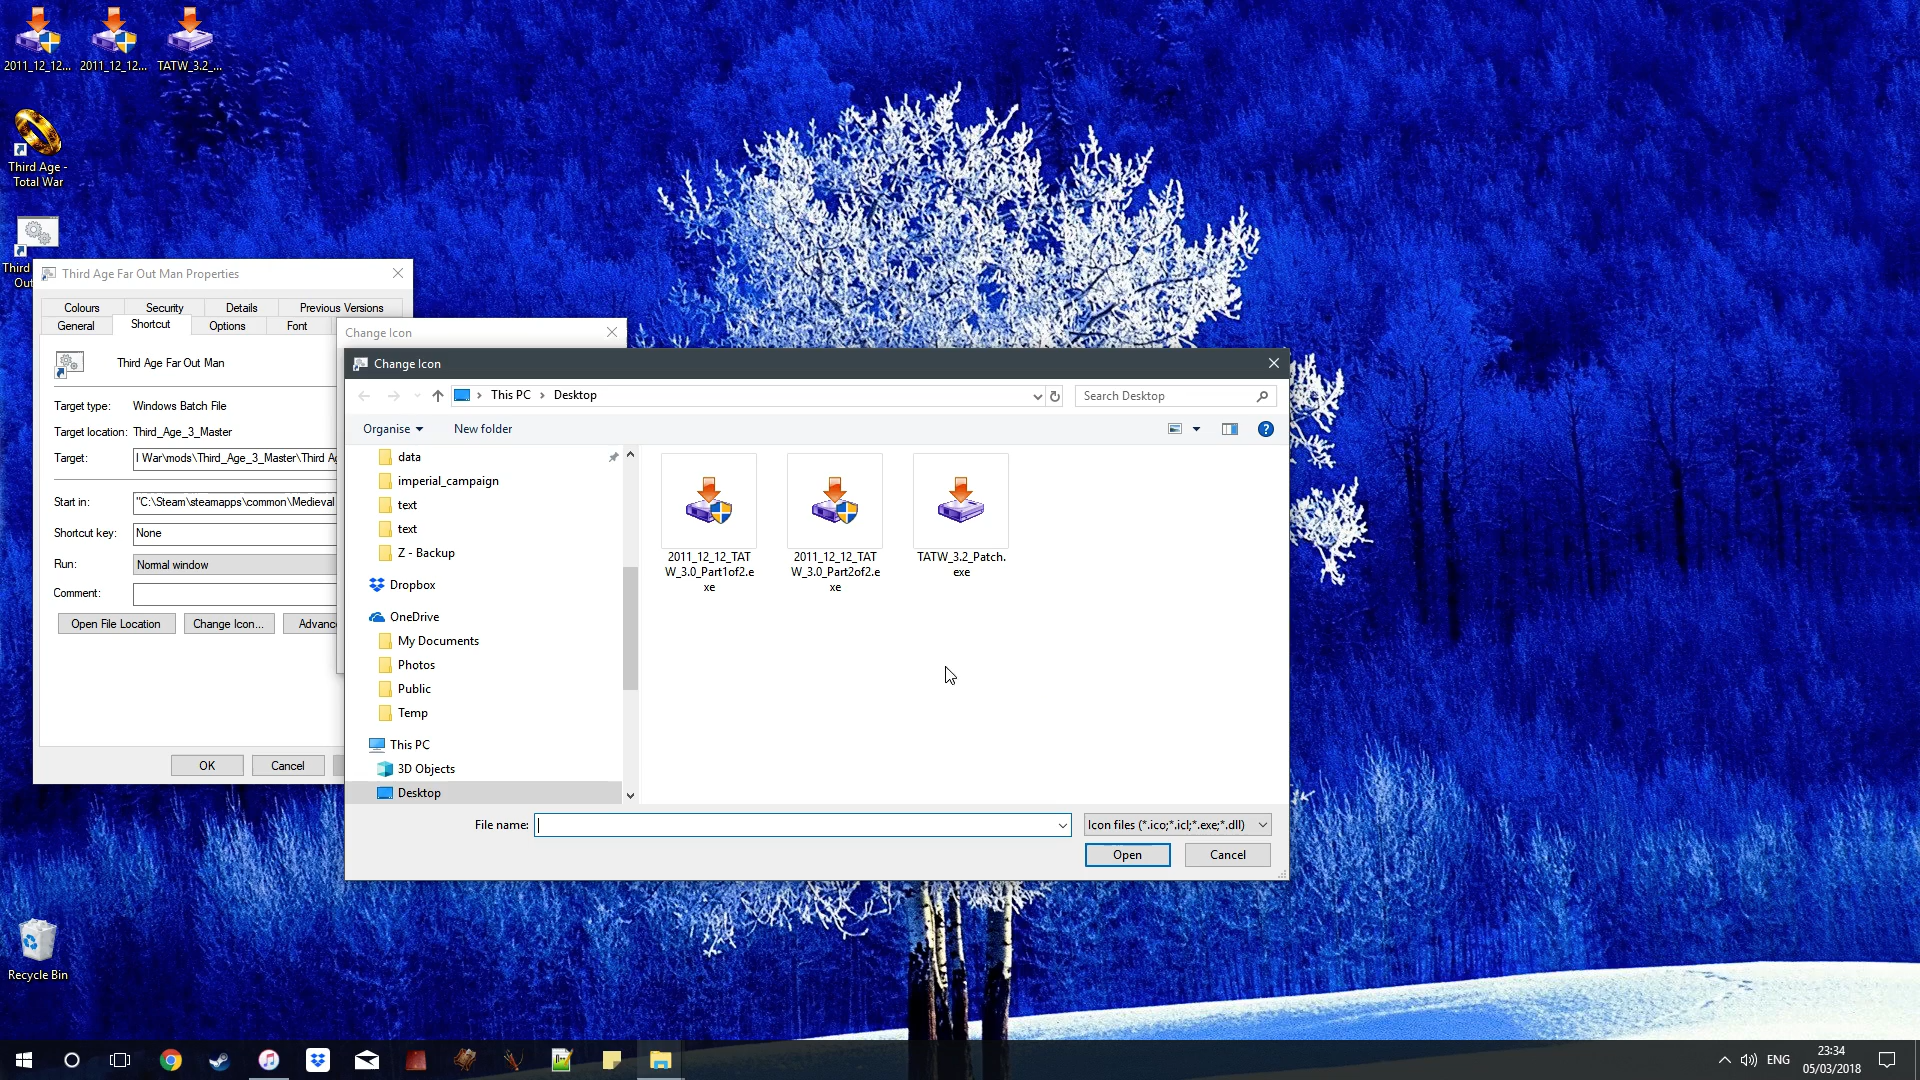 2011_12_12...
2011_12_12...
TATW_3.2_...
Third Age -
Total War
Third
Out
Third Age Far Out Man Properties
Colours
Security
Details
Previous Versions
General
Shortcut
Options
Font
Third Age Far Out Man
Target type:
Windows Batch File
Target location:
Third_Age_3_Master
Target:
l War\mods\Third_Age_3_Master\Third Ag
Start in:
"C:\Steam\steamapps\common\Medieval
Shortcut key:
None
Run:
Normal window
Comment:
Open File Location
Change Icon...
Advanc
OK
Cancel
Change Icon
Change Icon
This PC
Desktop
Search Desktop
Organise
New folder
data
imperial_campaign
text
text
Z - Backup
Dropbox
OneDrive
My Documents
Photos
Public
Temp
This PC
3D Objects
Desktop
2011_12_12_TAT
W_3.0_Part1of2.e
xe
2011_12_12_TAT
W_3.0_Part2of2.e
xe
TATW_3.2_Patch.
exe
File name:
Icon files (*.ico;*.icl;*.exe;*.dll)
Open
Cancel
Recycle Bin
ENG
23:34
05/03/2018